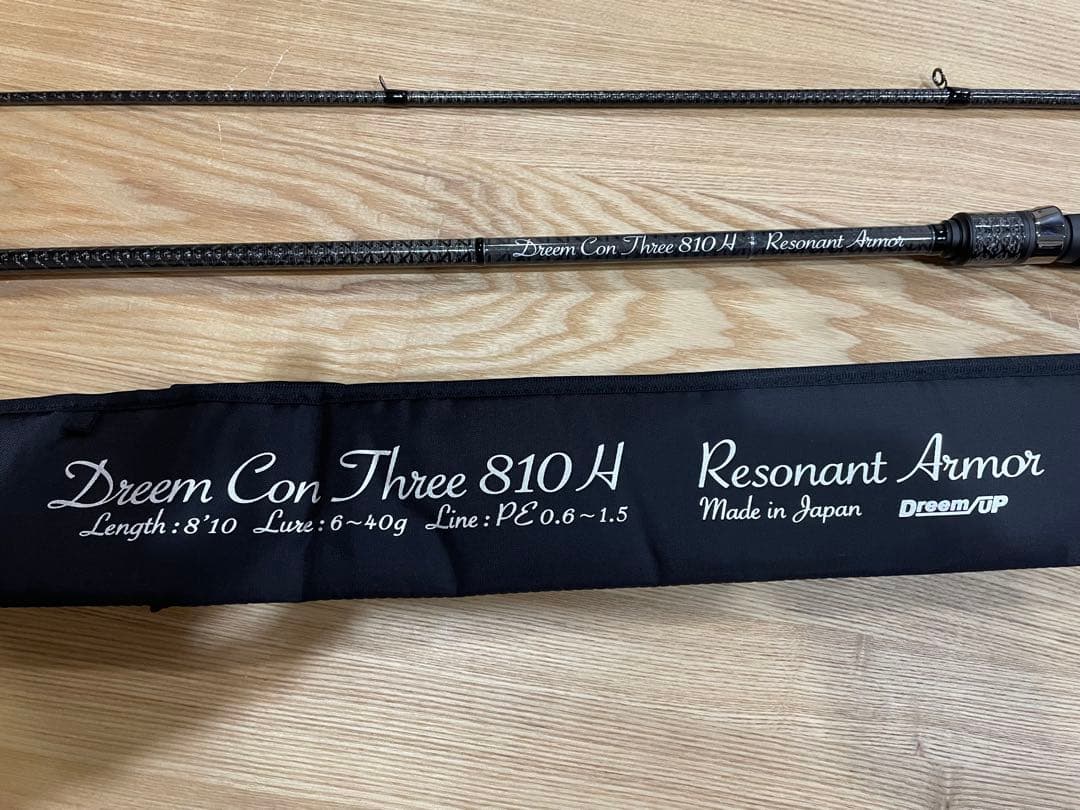 Dreem Con Three 810 H Resonant Armor
Dreem Con Three 810 H
Length : 8'10 Lure : 6~40g Line : PE 0.6~1.5
Resonant Armor
Made in Japan Dreem/UP